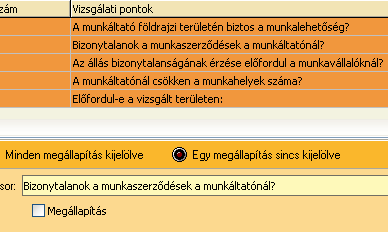 zám Vizsgálati pontok
A munkáltató földrajzi területén biztos a munkalehetőség?
Bizonytalanok a munkaszerződések a munkáltatónál?
Az állás bizonytalanságának érzése előfordul a munkavállalóknál?
A munkáltatónál csökken a munkahelyek száma?
Előfordul-e a vizsgált területen:
Minden megállapítás kijelölve Egy megállapítás sincs kijelölve
sor: Bizonytalanok a munkaszerződések a munkáltatónál?
Megállapítás